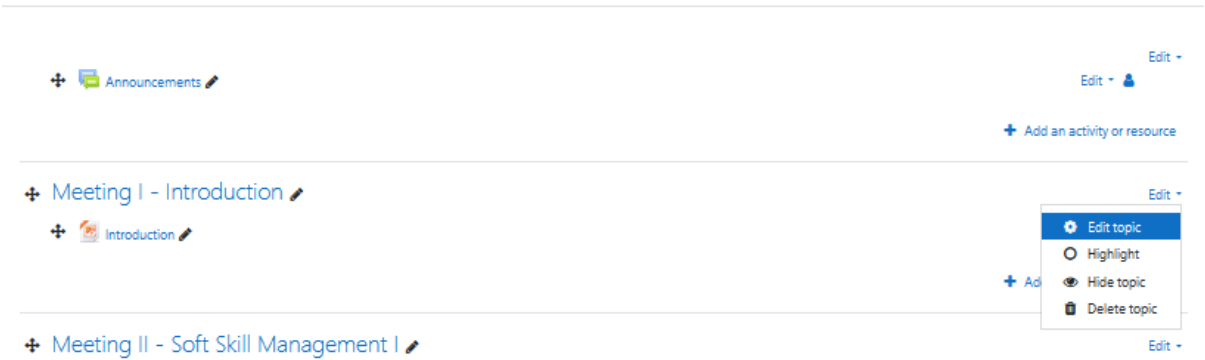 Edit
Announcements
Edit
Add an activity or resource
Meeting I - Introduction
Edit
Introduction
Edit topic
Highlight
Ad
Hide topic
Delete topic
Meeting II - Soft Skill Management I
Edit